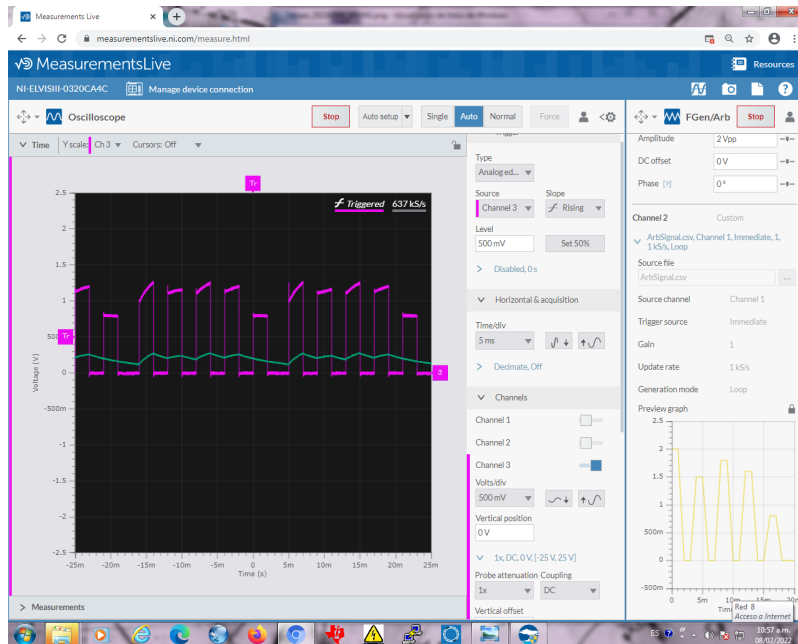 Measurements Live
measurementslive.ni.com/measure.html
MeasurementsLive
Resources
NI-ELVISIII-0320CA4C
Manage device connection
Oscilloscope
Stop
Auto setup
Single
Auto
Normal
Force
FGen/Arb
Stop
Time
Y scale:
Ch 3
Cursors: Off
Tr
Triggered
637 kS/s
2.5
2
1.5
1
500
Tr
0
3
-500m
-1
-1.5
-2
-2.5
Voltage (V)
-25m
-20m
-15m
-10m
-5m
0
5m
10m
15m
20m
25m
Time (s)
Measurements
Type
Analog ed...
Source
Slope
Channel 3
Rising
Level
500 mV
Set 50%
Disabled, 0 s
Horizontal & acquisition
Time/div
5 ms
Decimate, Off
Channels
Channel 1
Channel 2
Channel 3
Volts/div
500 mV
Vertical position
0 V
1x, DC, 0 V, [-25 V, 25 V]
Probe attenuation
Coupling
1x
DC
Vertical offset
Amplitude
2 Vpp
DC offset
0 V
Phase [?]
0°
Channel 2
Custom
ArbSignal.csv, Channel 1, Immediate, 1,
1 kS/s, Loop
Source file
ArbSignal.csv
...
Source channel
Channel 1
Trigger source
Immediate
Gain
1
Update rate
1 kS/s
Generation mode
Loop
Preview graph
2.5
2
1.5
1
500m
0
-500m
0
5m
Red 8
Acceso a Internet
ES
10:57 a.m.
08/02/2022